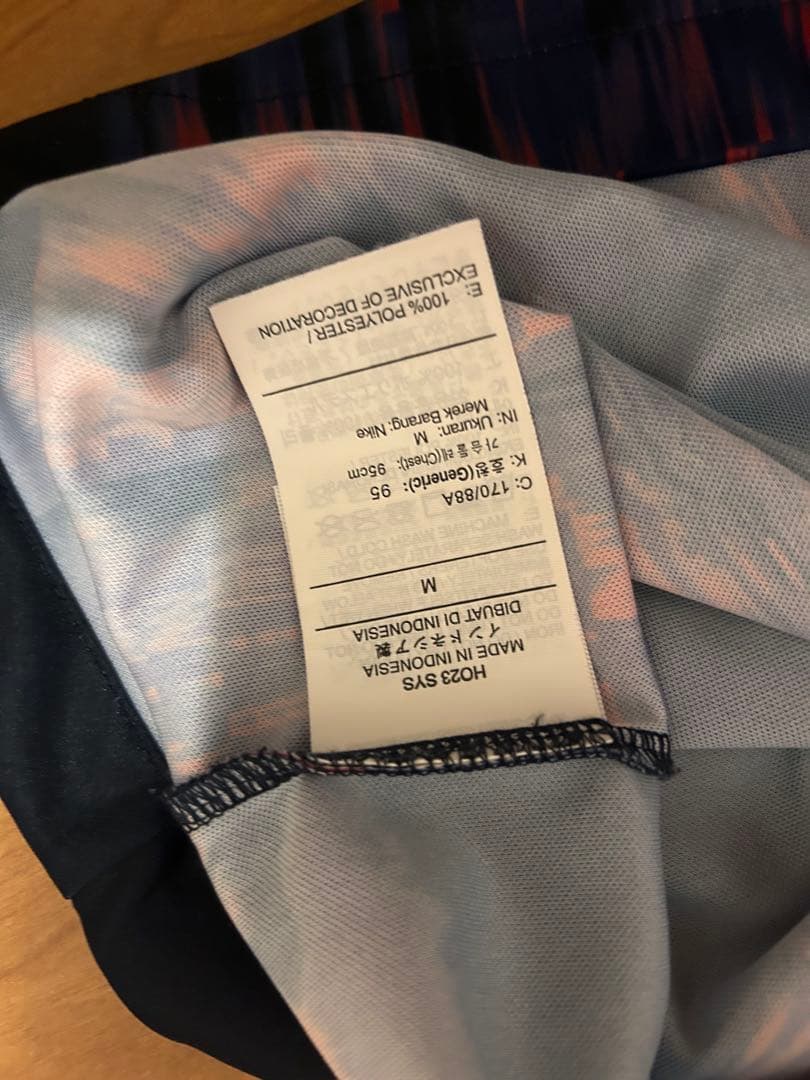 HO23 SYS
MADE IN INDONESIA
インドネシア製
DIBUAT DI INDONESIA
M
C: 170/88A
K: 호칭(Generic): 95
가슴둘레(Chest): 95cm
IN: Ukuran: M
Merek Barang: Nike
E: 100% POLYESTER /
EXCLUSIVE OF DECORATION